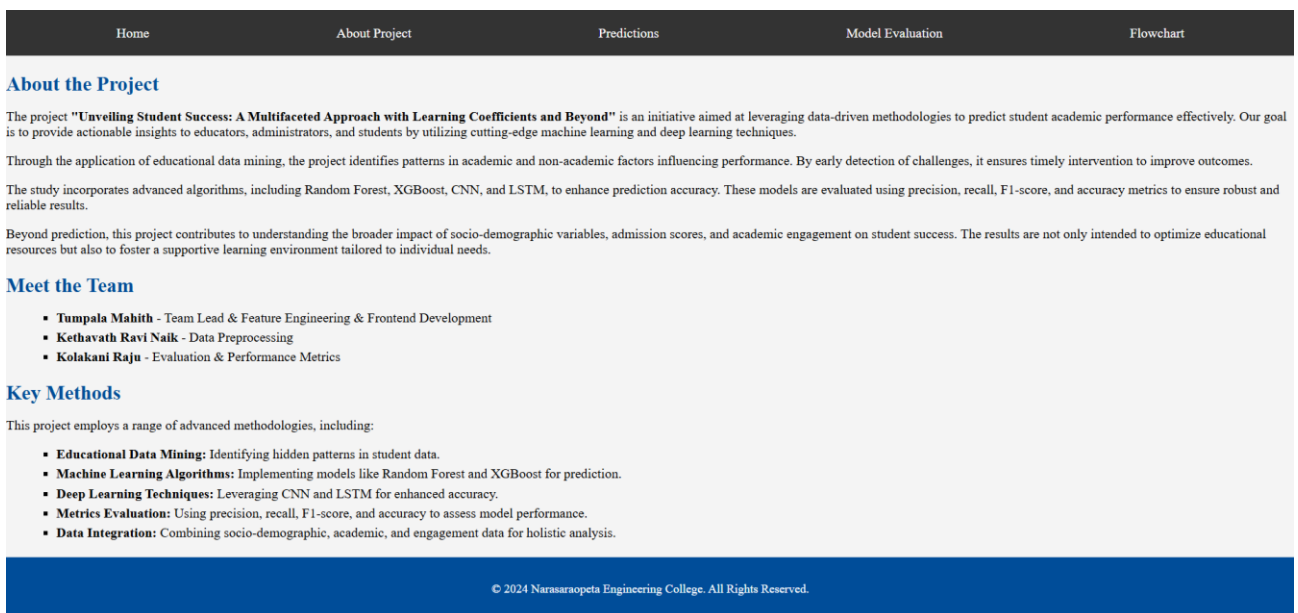 Home About Project Predictions Model Evaluation Flowchart
About the Project
The project "Unveiling Student Success: A Multifaceted Approach with Learning Coefficients and Beyond" is an initiative aimed at leveraging data-driven methodologies to predict student academic performance effectively. Our goal
is to provide actionable insights to educators, administrators, and students by utilizing cutting-edge machine learning and deep learning techniques.
Through the application of educational data mining, the project identifies patterns in academic and non-academic factors influencing performance. By early detection of challenges, it ensures timely intervention to improve outcomes.
The study incorporates advanced algorithms, including Random Forest, XGBoost, CNN, and LSTM, to enhance prediction accuracy. These models are evaluated using precision, recall, F1-score, and accuracy metrics to ensure robust and
reliable results.
Beyond prediction, this project contributes to understanding the broader impact of socio-demographic variables, admission scores, and academic engagement on student success. The results are not only intended to optimize educational
resources but also to foster a supportive learning environment tailored to individual needs.
Meet the Team
▪ Tumpala Mahith - Team Lead & Feature Engineering & Frontend Development
▪ Kethavath Ravi Naik - Data Preprocessing
▪ Kolakani Raju - Evaluation & Performance Metrics
Key Methods
This project employs a range of advanced methodologies, including:
▪ Educational Data Mining: Identifying hidden patterns in student data.
▪ Machine Learning Algorithms: Implementing models like Random Forest and XGBoost for prediction.
▪ Deep Learning Techniques: Leveraging CNN and LSTM for enhanced accuracy.
▪ Metrics Evaluation: Using precision, recall, F1-score, and accuracy to assess model performance.
▪ Data Integration: Combining socio-demographic, academic, and engagement data for holistic analysis.
© 2024 Narasaraopeta Engineering College. All Rights Reserved.